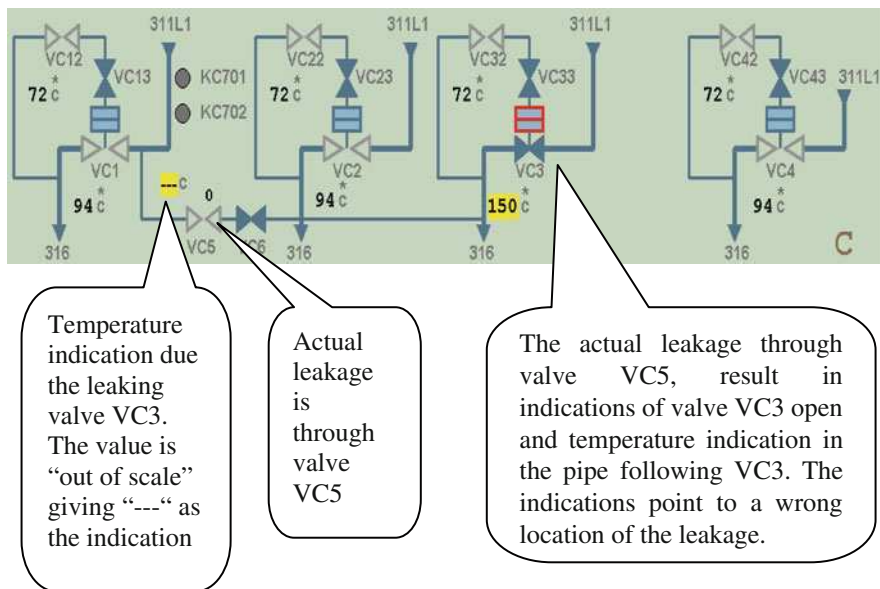 311L1
311L1
311L1
VC12
VC13
KC701
VC22
VC23
VC32
VC33
VC42
VC43
311L1
72 *c
KC702
72 *c
72 *c
72 *c
VC1
VC2
VC3
VC4
94 *c
--- c
0
94 *c
150 *c
94 *c
316
VC5
VC6
316
316
316
C
Temperature
indication due
the leaking
valve VC3.
The value is
“out of scale”
giving “---“ as
the indication
Actual
leakage
is
through
valve
VC5
The actual leakage through
valve VC5, result in
indications of valve VC3 open
and temperature indication in
the pipe following VC3. The
indications point to a wrong
location of the leakage.